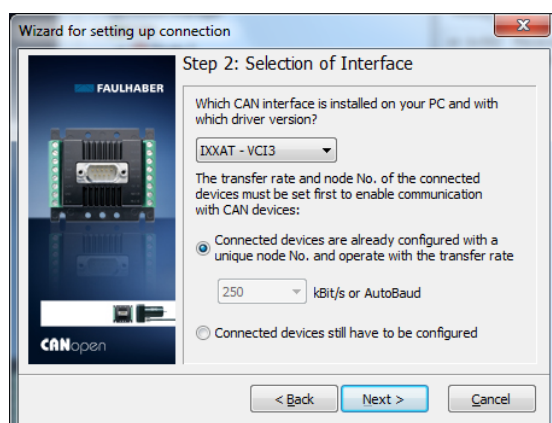 Wizard for setting up connection
Step 2: Selection of Interface
FAULHABER
Which CAN interface is installed on your PC and with
which driver version?
IXXAT - VCI3
The transfer rate and node No. of the connected
devices must be set first to enable communication
with CAN devices:
Connected devices are already configured with a
unique node No. and operate with the transfer rate
250 kBit/s or AutoBaud
Connected devices still have to be configured
CANopen
< Back Next > Cancel